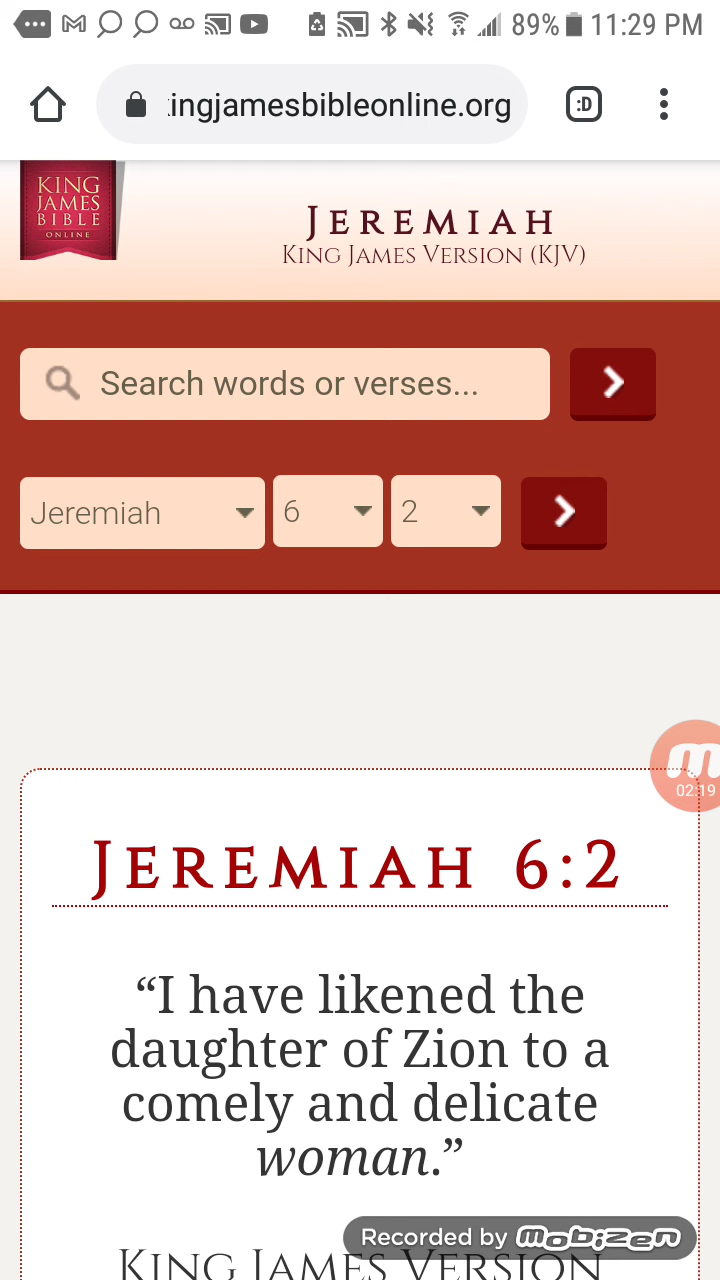 89% 11:29 PM
ingjamesbibleonline.org
:D
KING
JAMES
BIBLE
ONLINE
JEREMIAH
KING JAMES VERSION (KJV)
Search words or verses...
Jeremiah 6 2
02:19
JEREMIAH 6:2
“I have likened the
daughter of Zion to a
comely and delicate
woman.”
Recorded by mobizen
KING JAMES VERSION